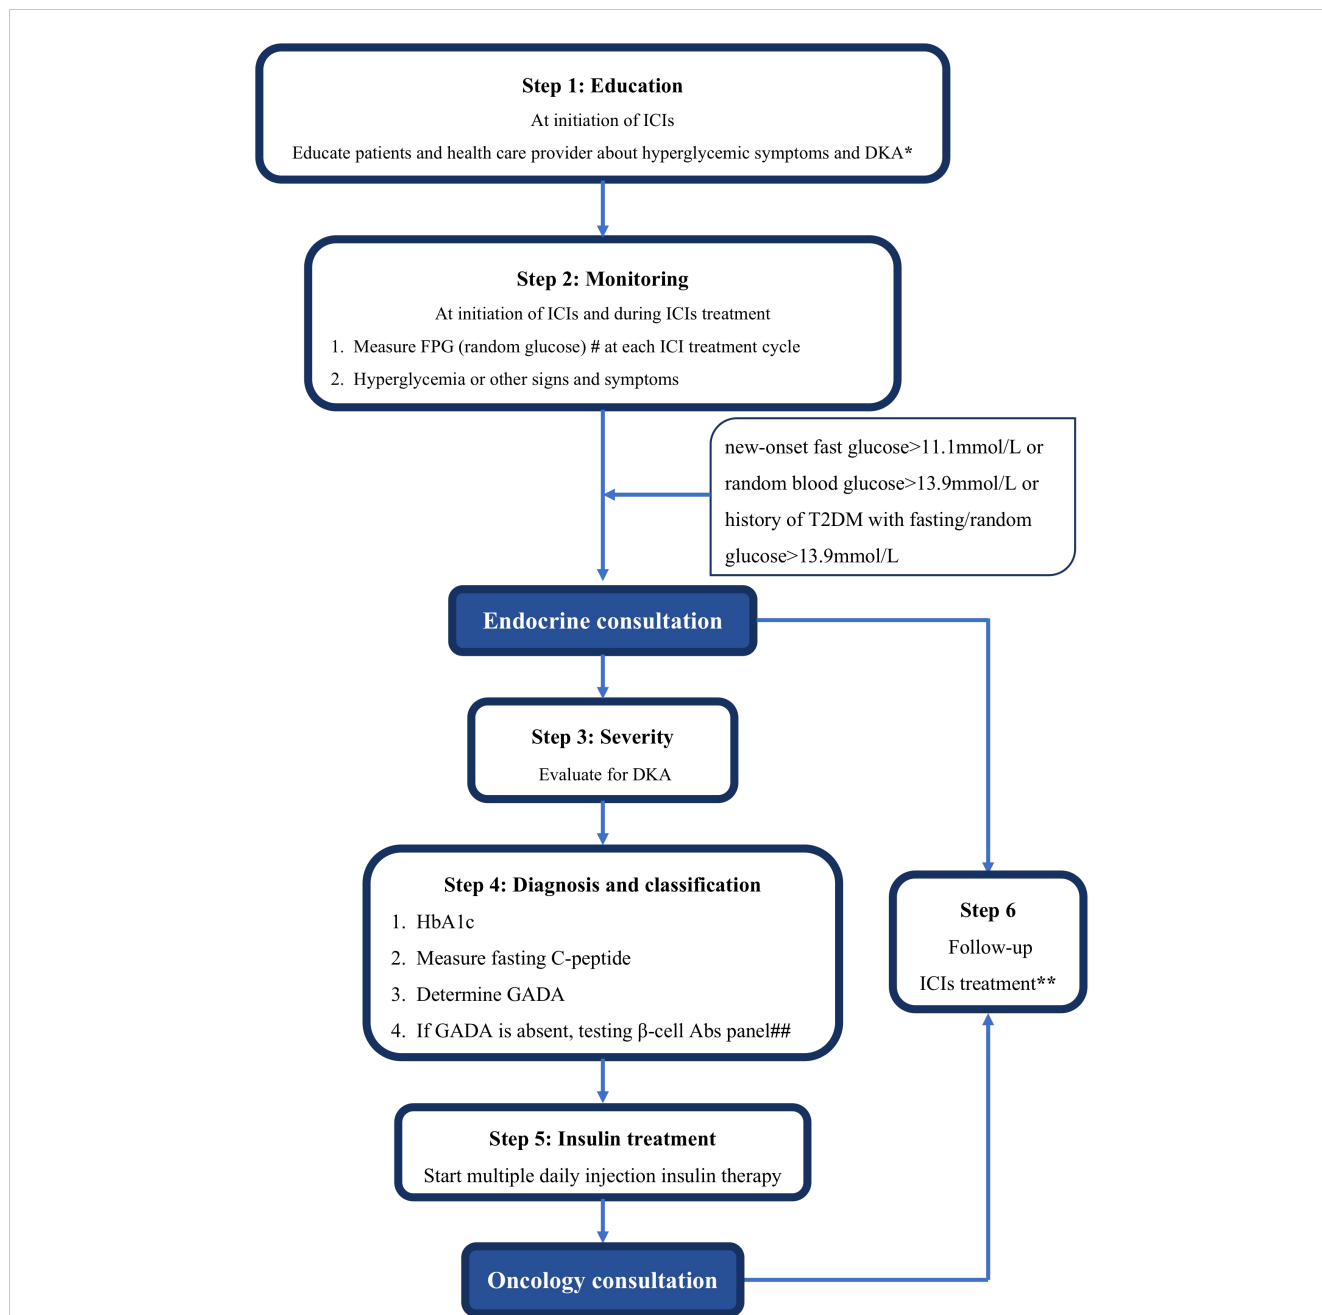 Step 1: Education
At initiation of ICIs
Educate patients and health care provider about hyperglycemic symptoms and DKA*
Step 2: Monitoring
At initiation of ICIs and during ICIs treatment
1. Measure FPG (random glucose) # at each ICI treatment cycle
2. Hyperglycemia or other signs and symptoms
new-onset fast glucose>11.1mmol/L or
random blood glucose>13.9mmol/L or
history of T2DM with fasting/random
glucose>13.9mmol/L
Endocrine consultation
Step 3: Severity
Evaluate for DKA
Step 4: Diagnosis and classification
1. HbA1c
2. Measure fasting C-peptide
3. Determine GADA
4. If GADA is absent, testing β-cell Abs panel##
Step 6
Follow-up
ICIs treatment**
Step 5: Insulin treatment
Start multiple daily injection insulin therapy
Oncology consultation